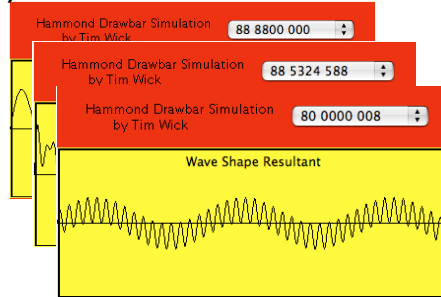 Hammond Drawbar Simulation
by Tim Wick
88 8800 000
Hammond Drawbar Simulation
by Tim Wick
88 5324 588
Hammond Drawbar Simulation
by Tim Wick
80 0000 008
Wave Shape Resultant